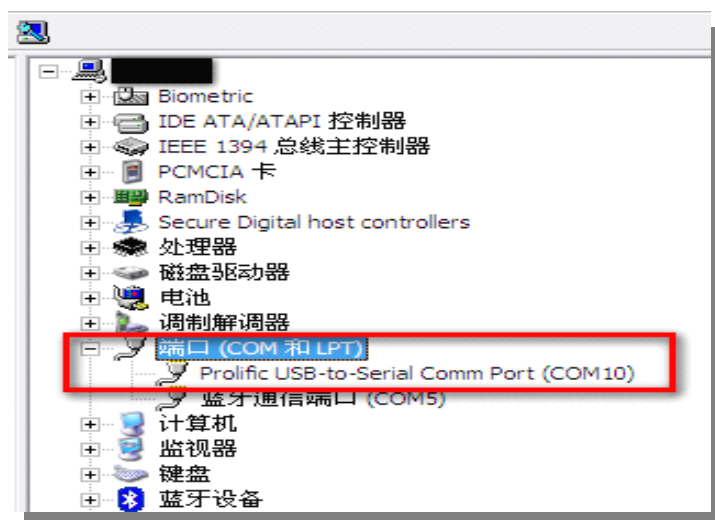 Biometric
IDE ATA/ATAPI 控制器
IEEE 1394 总线主控制器
PCMCIA 卡
RamDisk
Secure Digital host controllers
处理器
磁盘驱动器
电池
调制解调器
端口 (COM 和 LPT)
Prolific USB-to-Serial Comm Port (COM10)
蓝牙通信端口 (COM5)
计算机
监视器
键盘
蓝牙设备